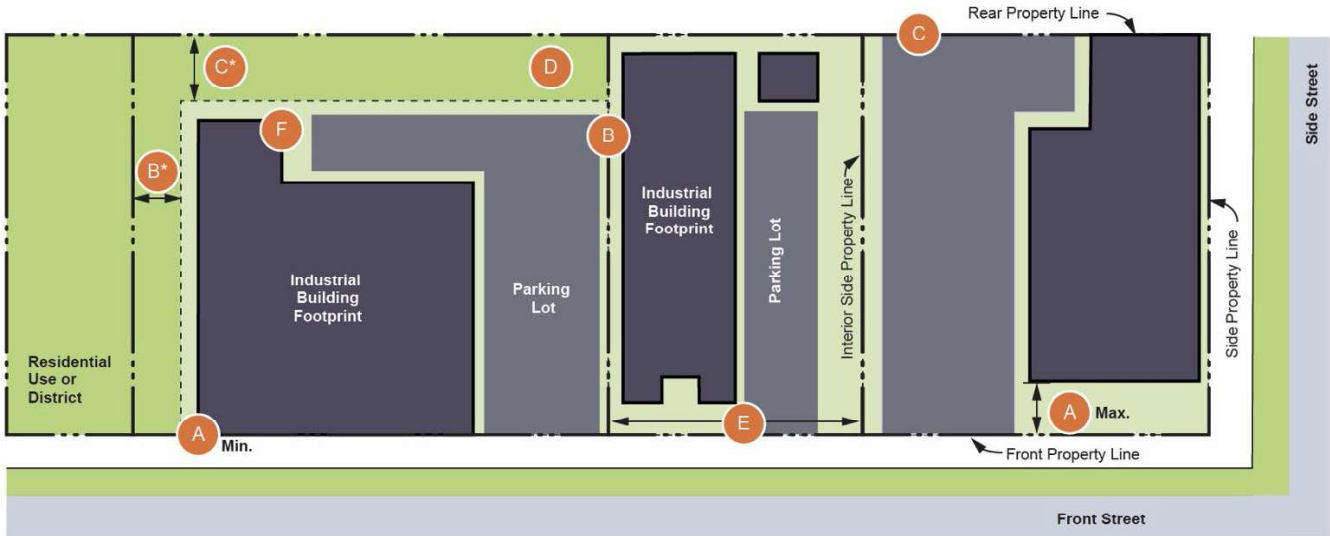 Rear Property Line
C
C*
D
Side Street
F
B
B*
Industrial
Building
Footprint
Parking Lot
Interior Side Property Line
Side Property Line
Industrial
Building
Footprint
Parking
Lot
Residential
Use or
District
A
Min.
E
A
Max.
Front Property Line
Front Street